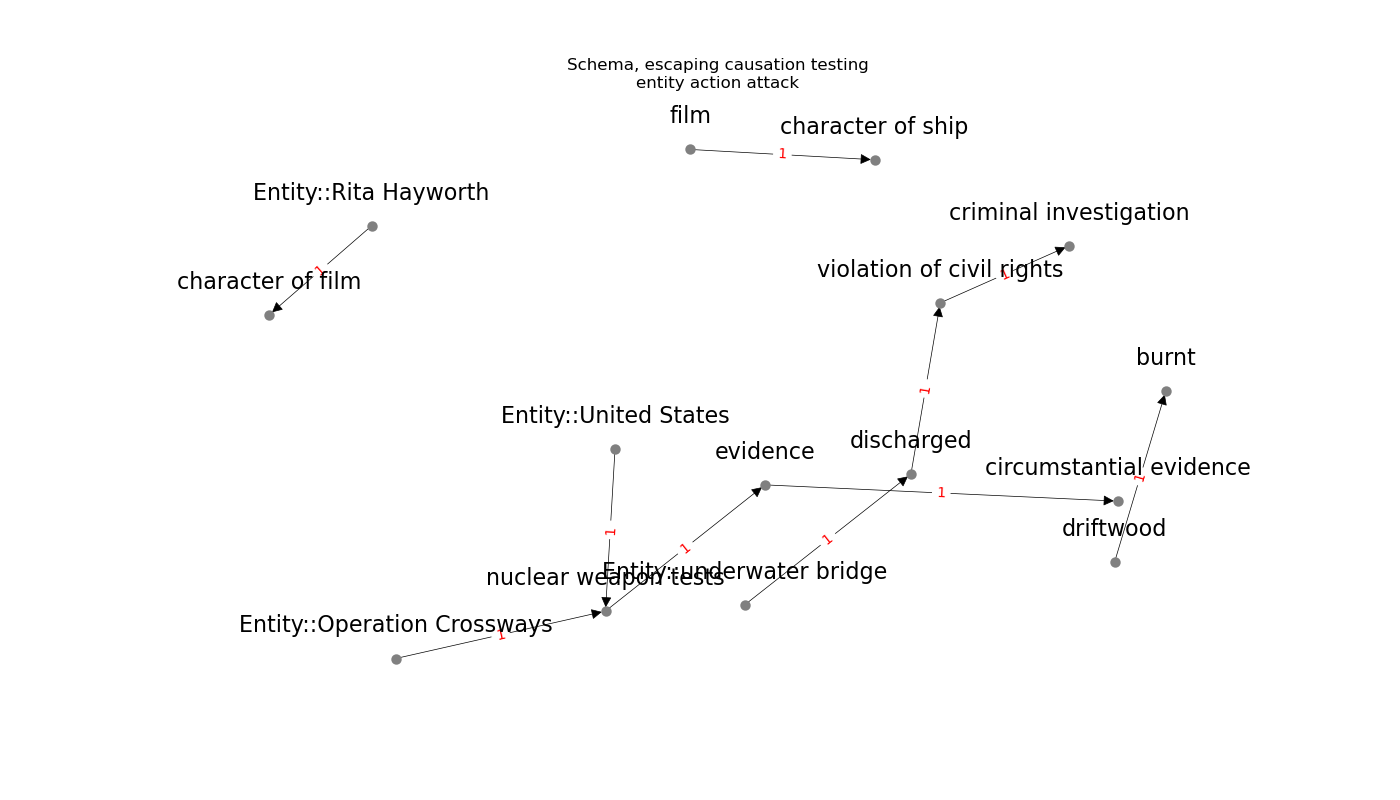 Schema, escaping causation testing
entity action attack
film
character of ship
1
Entity::Rita Hayworth
criminal investigation
violation of civil rights
1
1
character of film
burnt
1
Entity::United States
discharged
evidence
circumstantial evidence
1
1
driftwood
1
1
1
Entity::underwater bridge
nuclear weapon tests
Entity::Operation Crossways
1